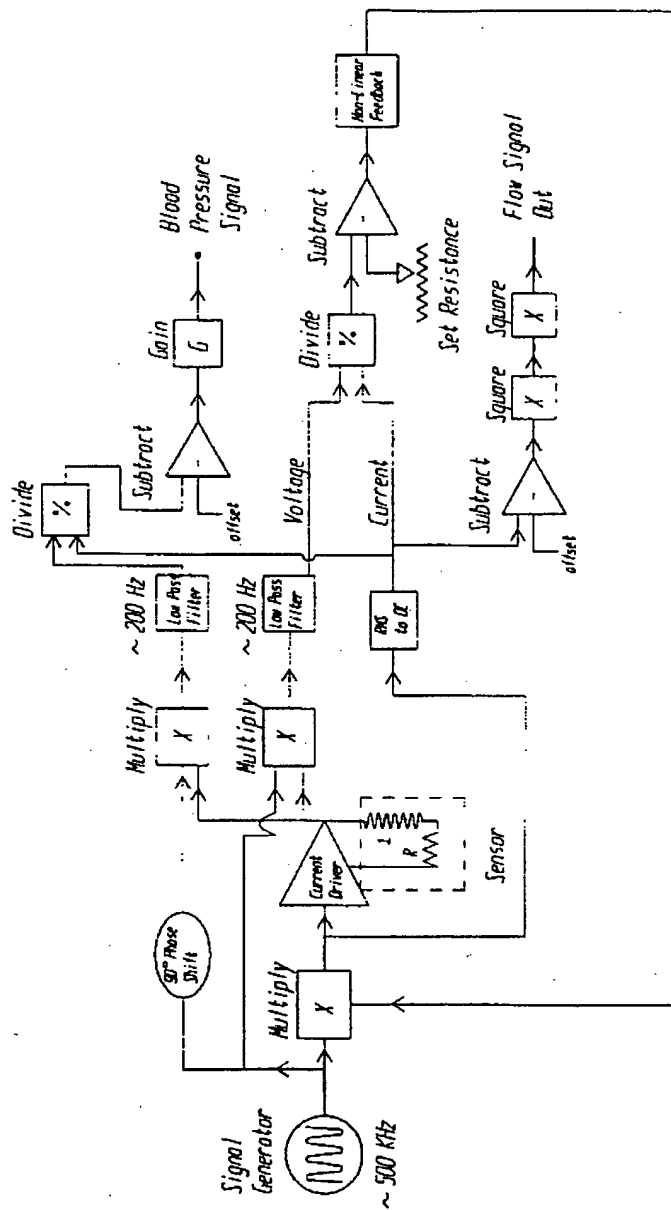 Signal
Generator
~ 500 KHz
90° Phase
Shift
Multiply
X
Current
Driver
R
Sensor
Multiply
X
Multiply
X
~ 200 Hz
Low Pass
Filter
~ 200 Hz
Low Pass
Filter
RMS
to
Divide
%
Subtract
-
offset
Gain
G
Blood
Pressure
Signal
Voltage
Current
Divide
%
Subtract
-
Set Resistance
Non-Linear
Feedback
Subtract
-
offset
Square
X
Square
X
Flow Signal
Out